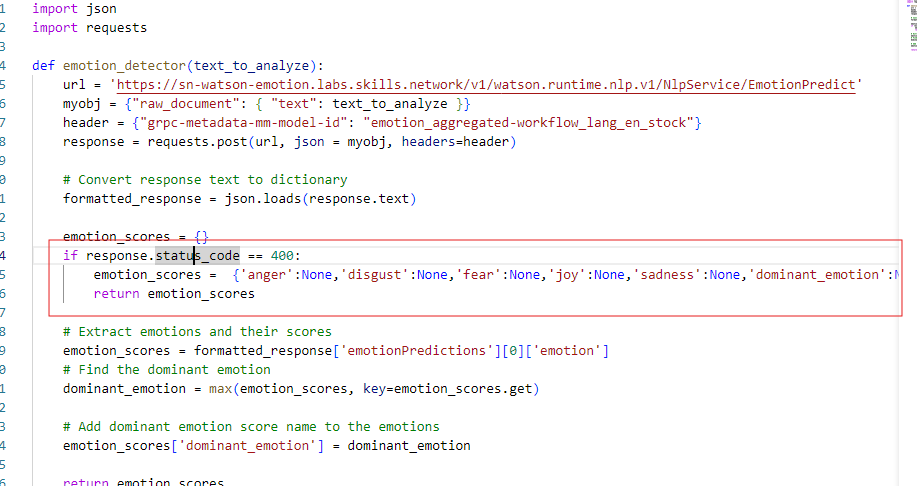 1 import json
2 import requests
3
4 def emotion_detector(text_to_analyze):
5 url = 'https://sn-watson-emotion.labs.skills.network/v1/watson.runtime.nlp.v1/NlpService/EmotionPredict'
6 myobj = {"raw_document": { "text": text_to_analyze }}
7 header = {"grpc-metadata-mm-model-id": "emotion_aggregated-workflow_lang_en_stock"}
8 response = requests.post(url, json = myobj, headers=header)
9
0 # Convert response text to dictionary
1 formatted_response = json.loads(response.text)
2
3 emotion_scores = {}
4 if response.status_code == 400:
5 emotion_scores =  {'anger':None,'disgust':None,'fear':None,'joy':None,'sadness':None,'dominant_emotion':
6 return emotion_scores
7
8 # Extract emotions and their scores
9 emotion_scores = formatted_response['emotionPredictions'][0]['emotion']
0 # Find the dominant emotion
1 dominant_emotion = max(emotion_scores, key=emotion_scores.get)
2
3 # Add dominant emotion score name to the emotions
4 emotion_scores['dominant_emotion'] = dominant_emotion
5
6 return emotion_scores